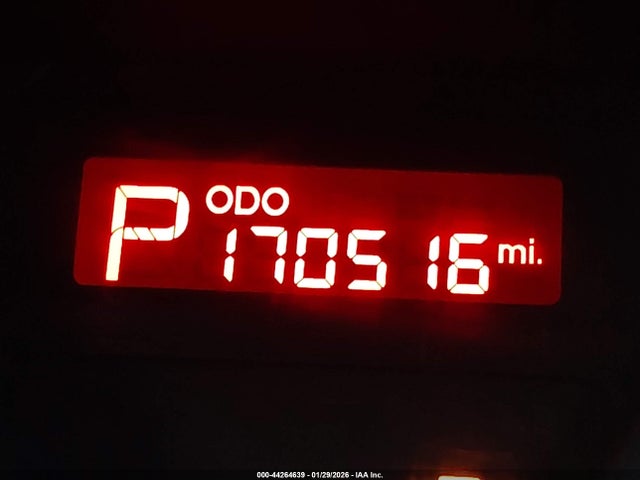 P
ODO
170516 mi.
000-44264639 - 01/29/2026 - IAA Inc.